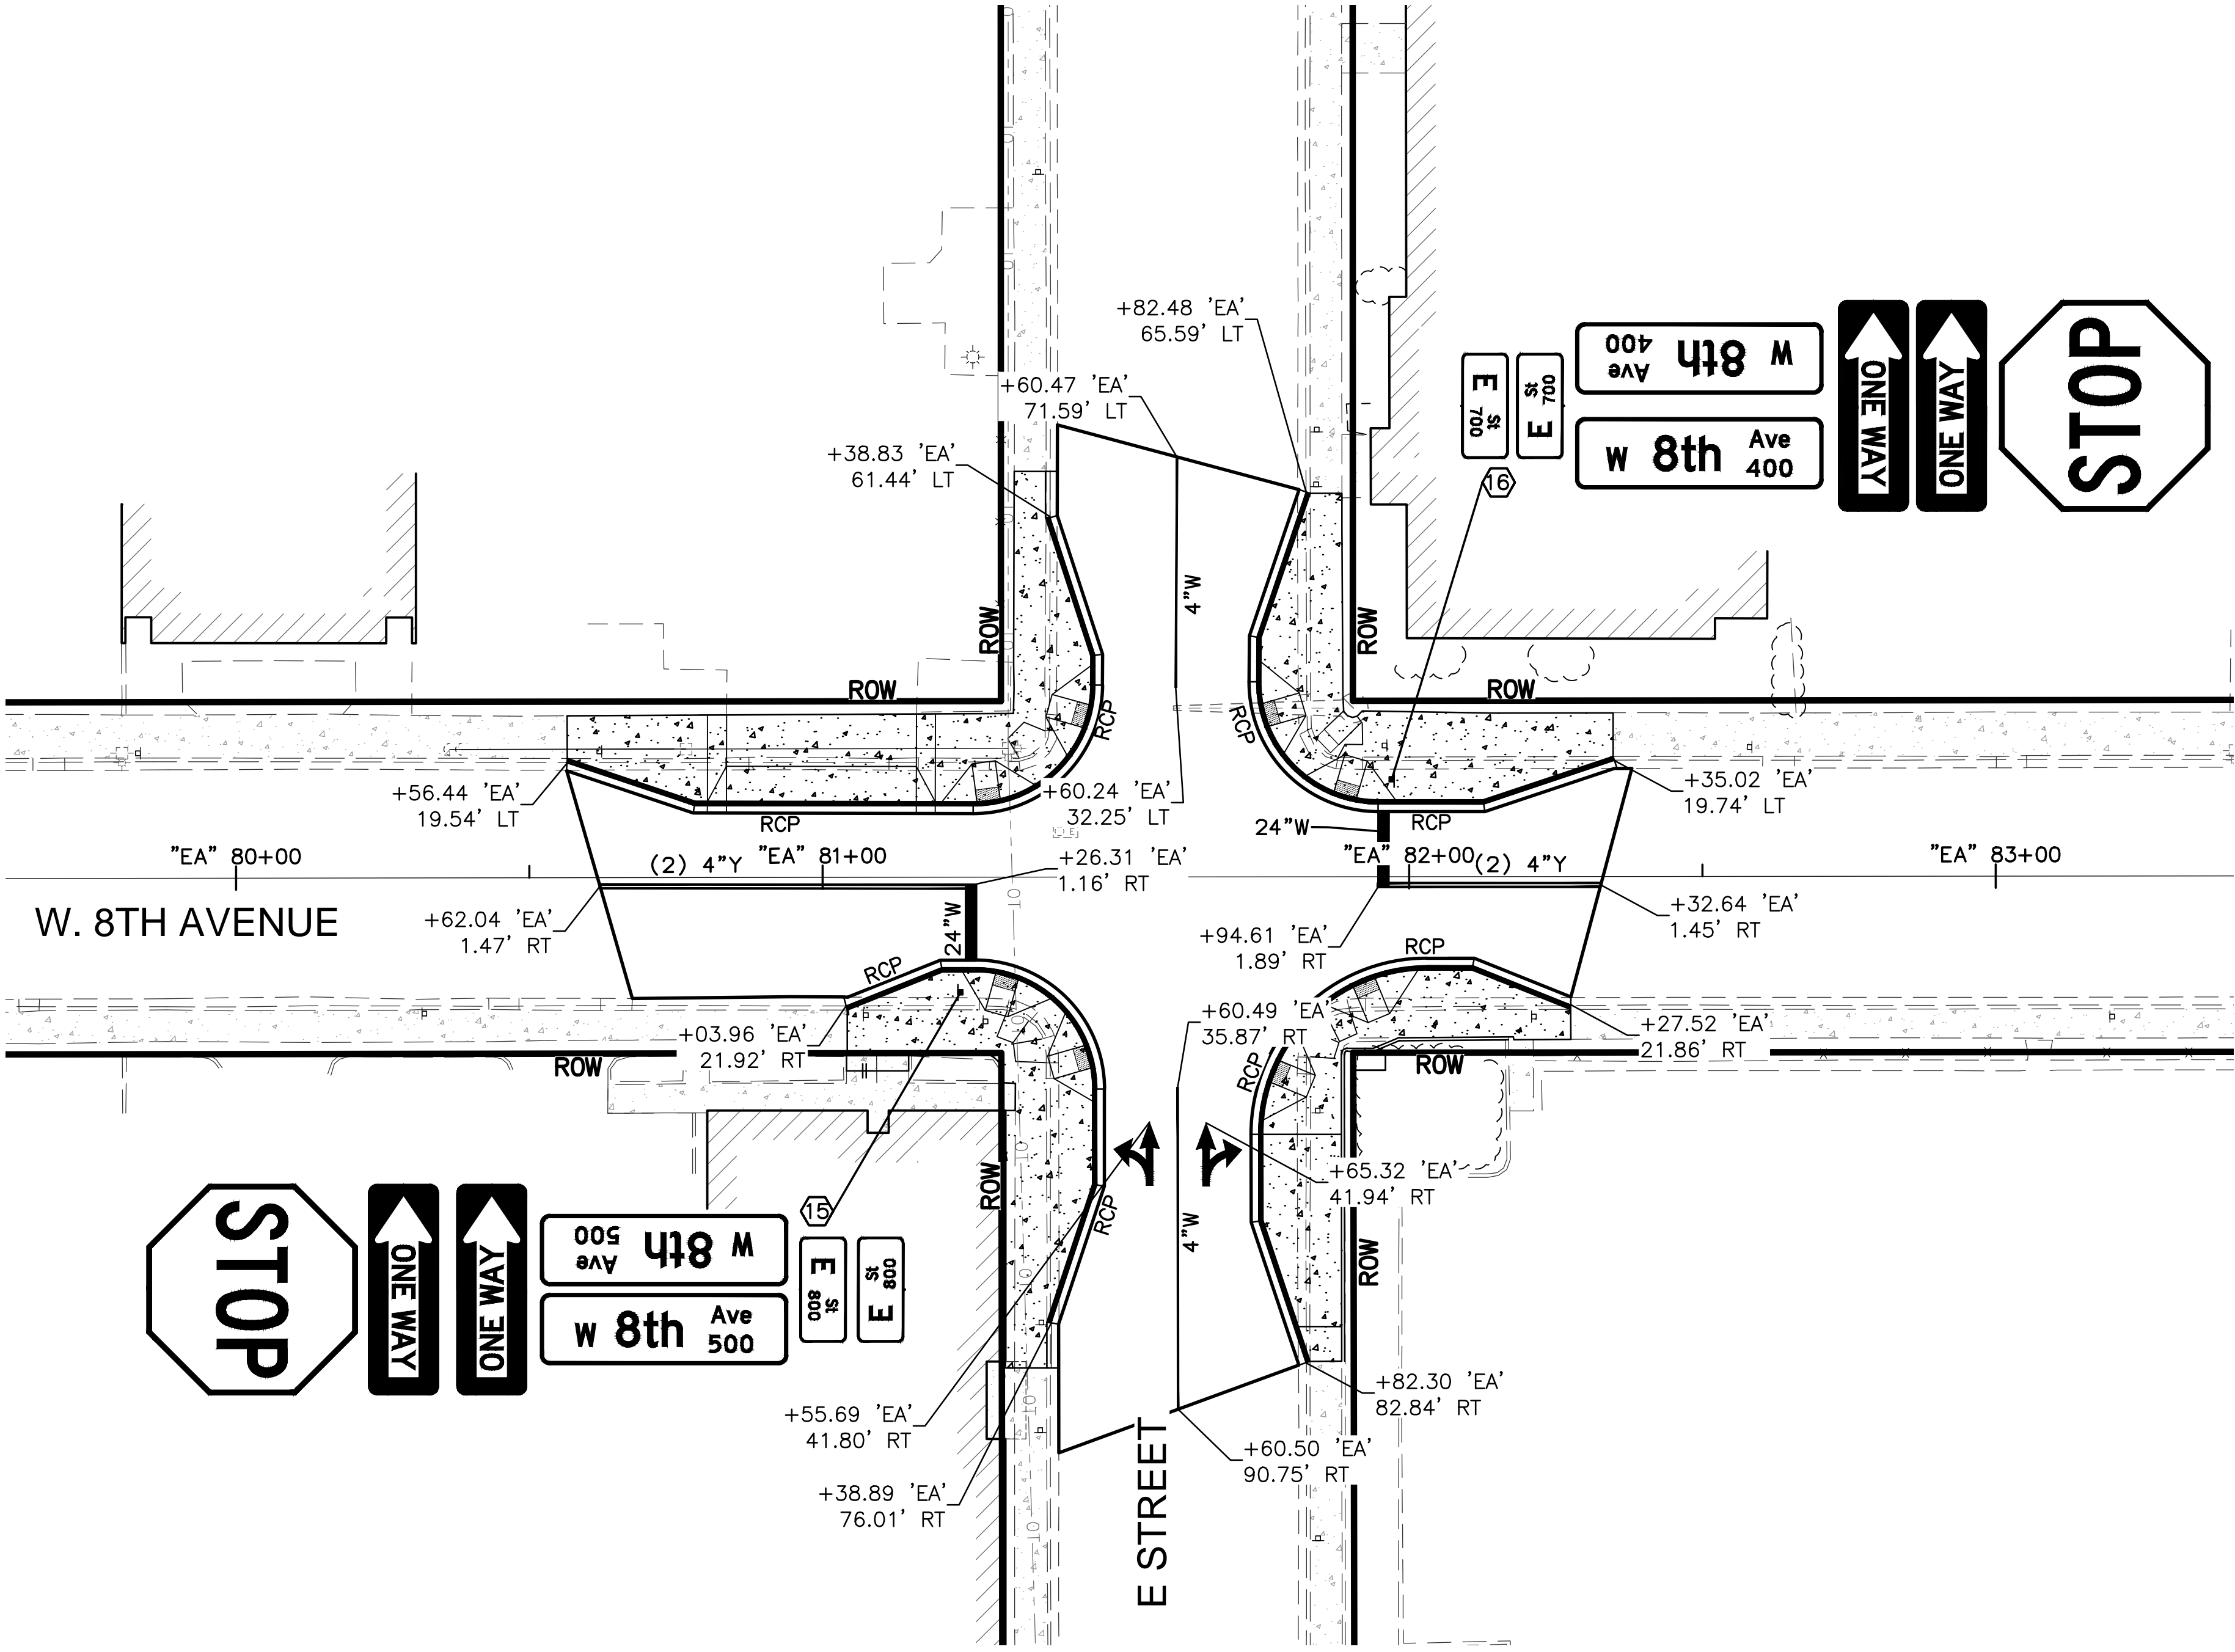 +82.48 'EA'
65.59' LT
+60.47 'EA'
71.59' LT
+38.83 'EA'
61.44' LT
E St 700
E St 700
W 8th Ave 400
W 8th Ave 400
ONE WAY
ONE WAY
STOP
16
4"W
ROW
ROW
ROW
ROW
RCP
RCP
+56.44 'EA'
19.54' LT
RCP
+60.24 'EA'
32.25' LT
24"W
RCP
+35.02 'EA'
19.74' LT
"EA" 80+00
(2) 4"Y
"EA" 81+00
+26.31 'EA'
1.16' RT
"EA" 82+00
(2) 4"Y
"EA" 83+00
W. 8TH AVENUE
+62.04 'EA'
1.47' RT
24"W
+94.61 'EA'
1.89' RT
RCP
+32.64 'EA'
1.45' RT
RCP
+03.96 'EA'
21.92' RT
+60.49 'EA'
35.87' RT
+27.52 'EA'
21.86' RT
ROW
RCP
ROW
OT
OT
OT
OT
OT
+65.32 'EA'
41.94' RT
ROW
RCP
4"W
ROW
15
STOP
ONE WAY
ONE WAY
W 8th Ave 500
W 8th Ave 500
E St 800
E St 800
+55.69 'EA'
41.80' RT
+38.89 'EA'
76.01' RT
+82.30 'EA'
82.84' RT
+60.50 'EA'
90.75' RT
E STREET